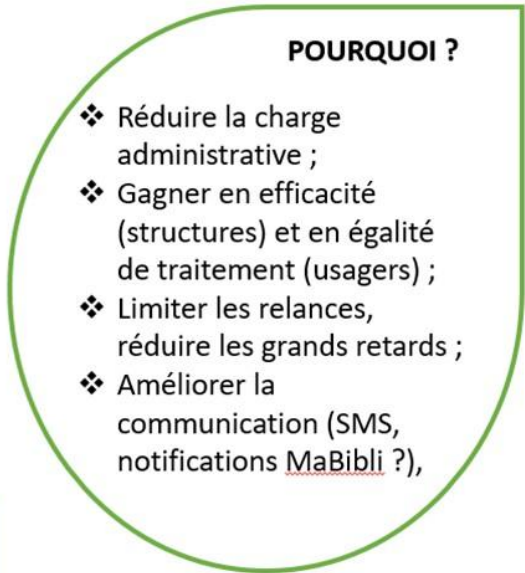 POURQUOI ?
❖ Réduire la charge
administrative ;
❖ Gagner en efficacité
(structures) et en égalité
de traitement (usagers) ;
❖ Limiter les relances,
réduire les grands retards ;
❖ Améliorer la
communication (SMS,
notifications MaBibli ?),